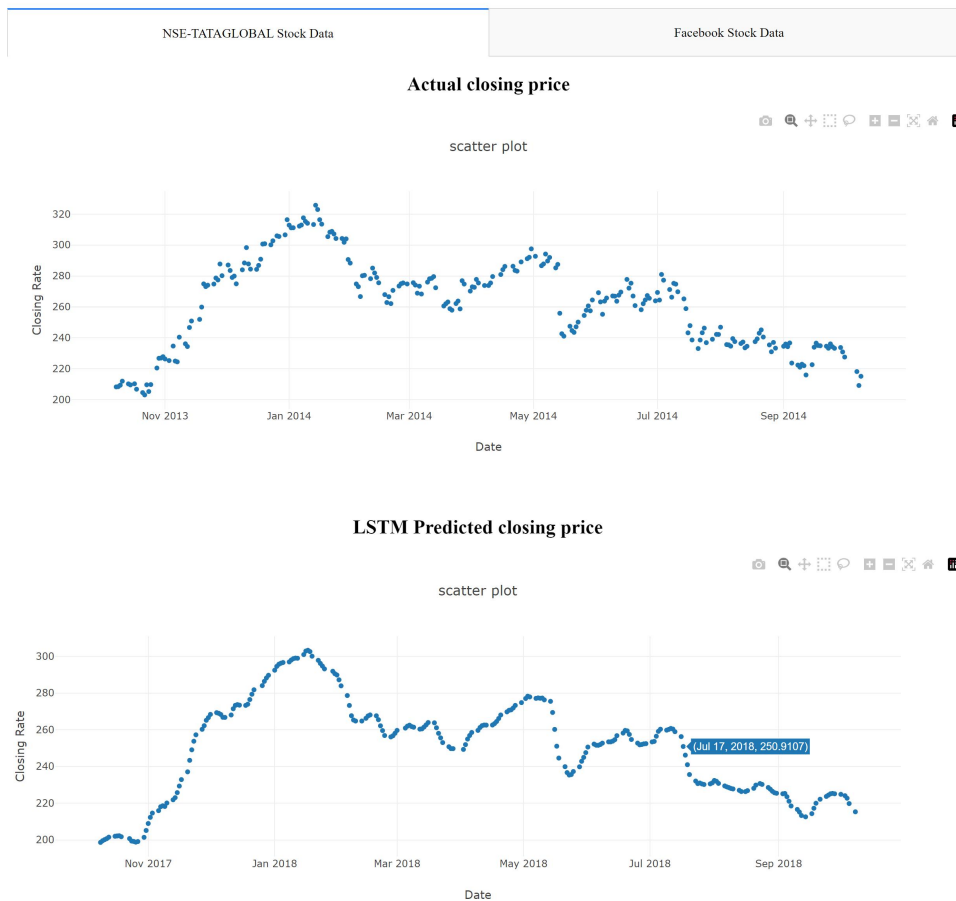 NSE-TATAGLOBAL Stock Data
Facebook Stock Data
Actual closing price
scatter plot
320
300
280
260
240
220
200
Closing Rate
Nov 2013
Jan 2014
Mar 2014
May 2014
Jul 2014
Sep 2014
Date
LSTM Predicted closing price
scatter plot
300
280
260
240
220
200
Closing Rate
(Jul 17, 2018, 250.9107)
Nov 2017
Jan 2018
Mar 2018
May 2018
Jul 2018
Sep 2018
Date